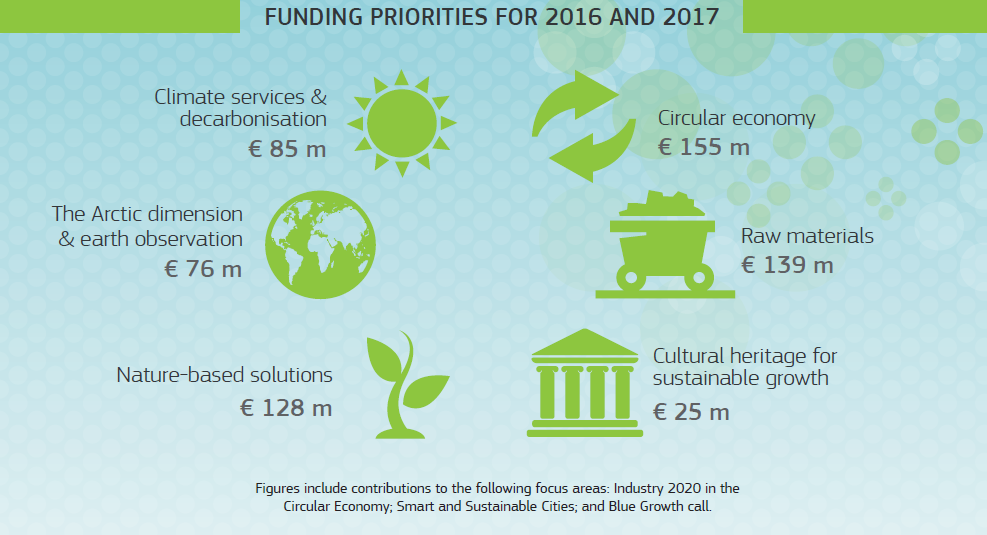 FUNDING PRIORITIES FOR 2016 AND 2017
Climate services &
decarbonisation
€ 85 m
Circular economy
€ 155 m
The Arctic dimension
& earth observation
€ 76 m
Raw materials
€ 139 m
Nature-based solutions
€ 128 m
Cultural heritage for
sustainable growth
€ 25 m
Figures include contributions to the following focus areas: Industry 2020 in the
Circular Economy; Smart and Sustainable Cities; and Blue Growth call.